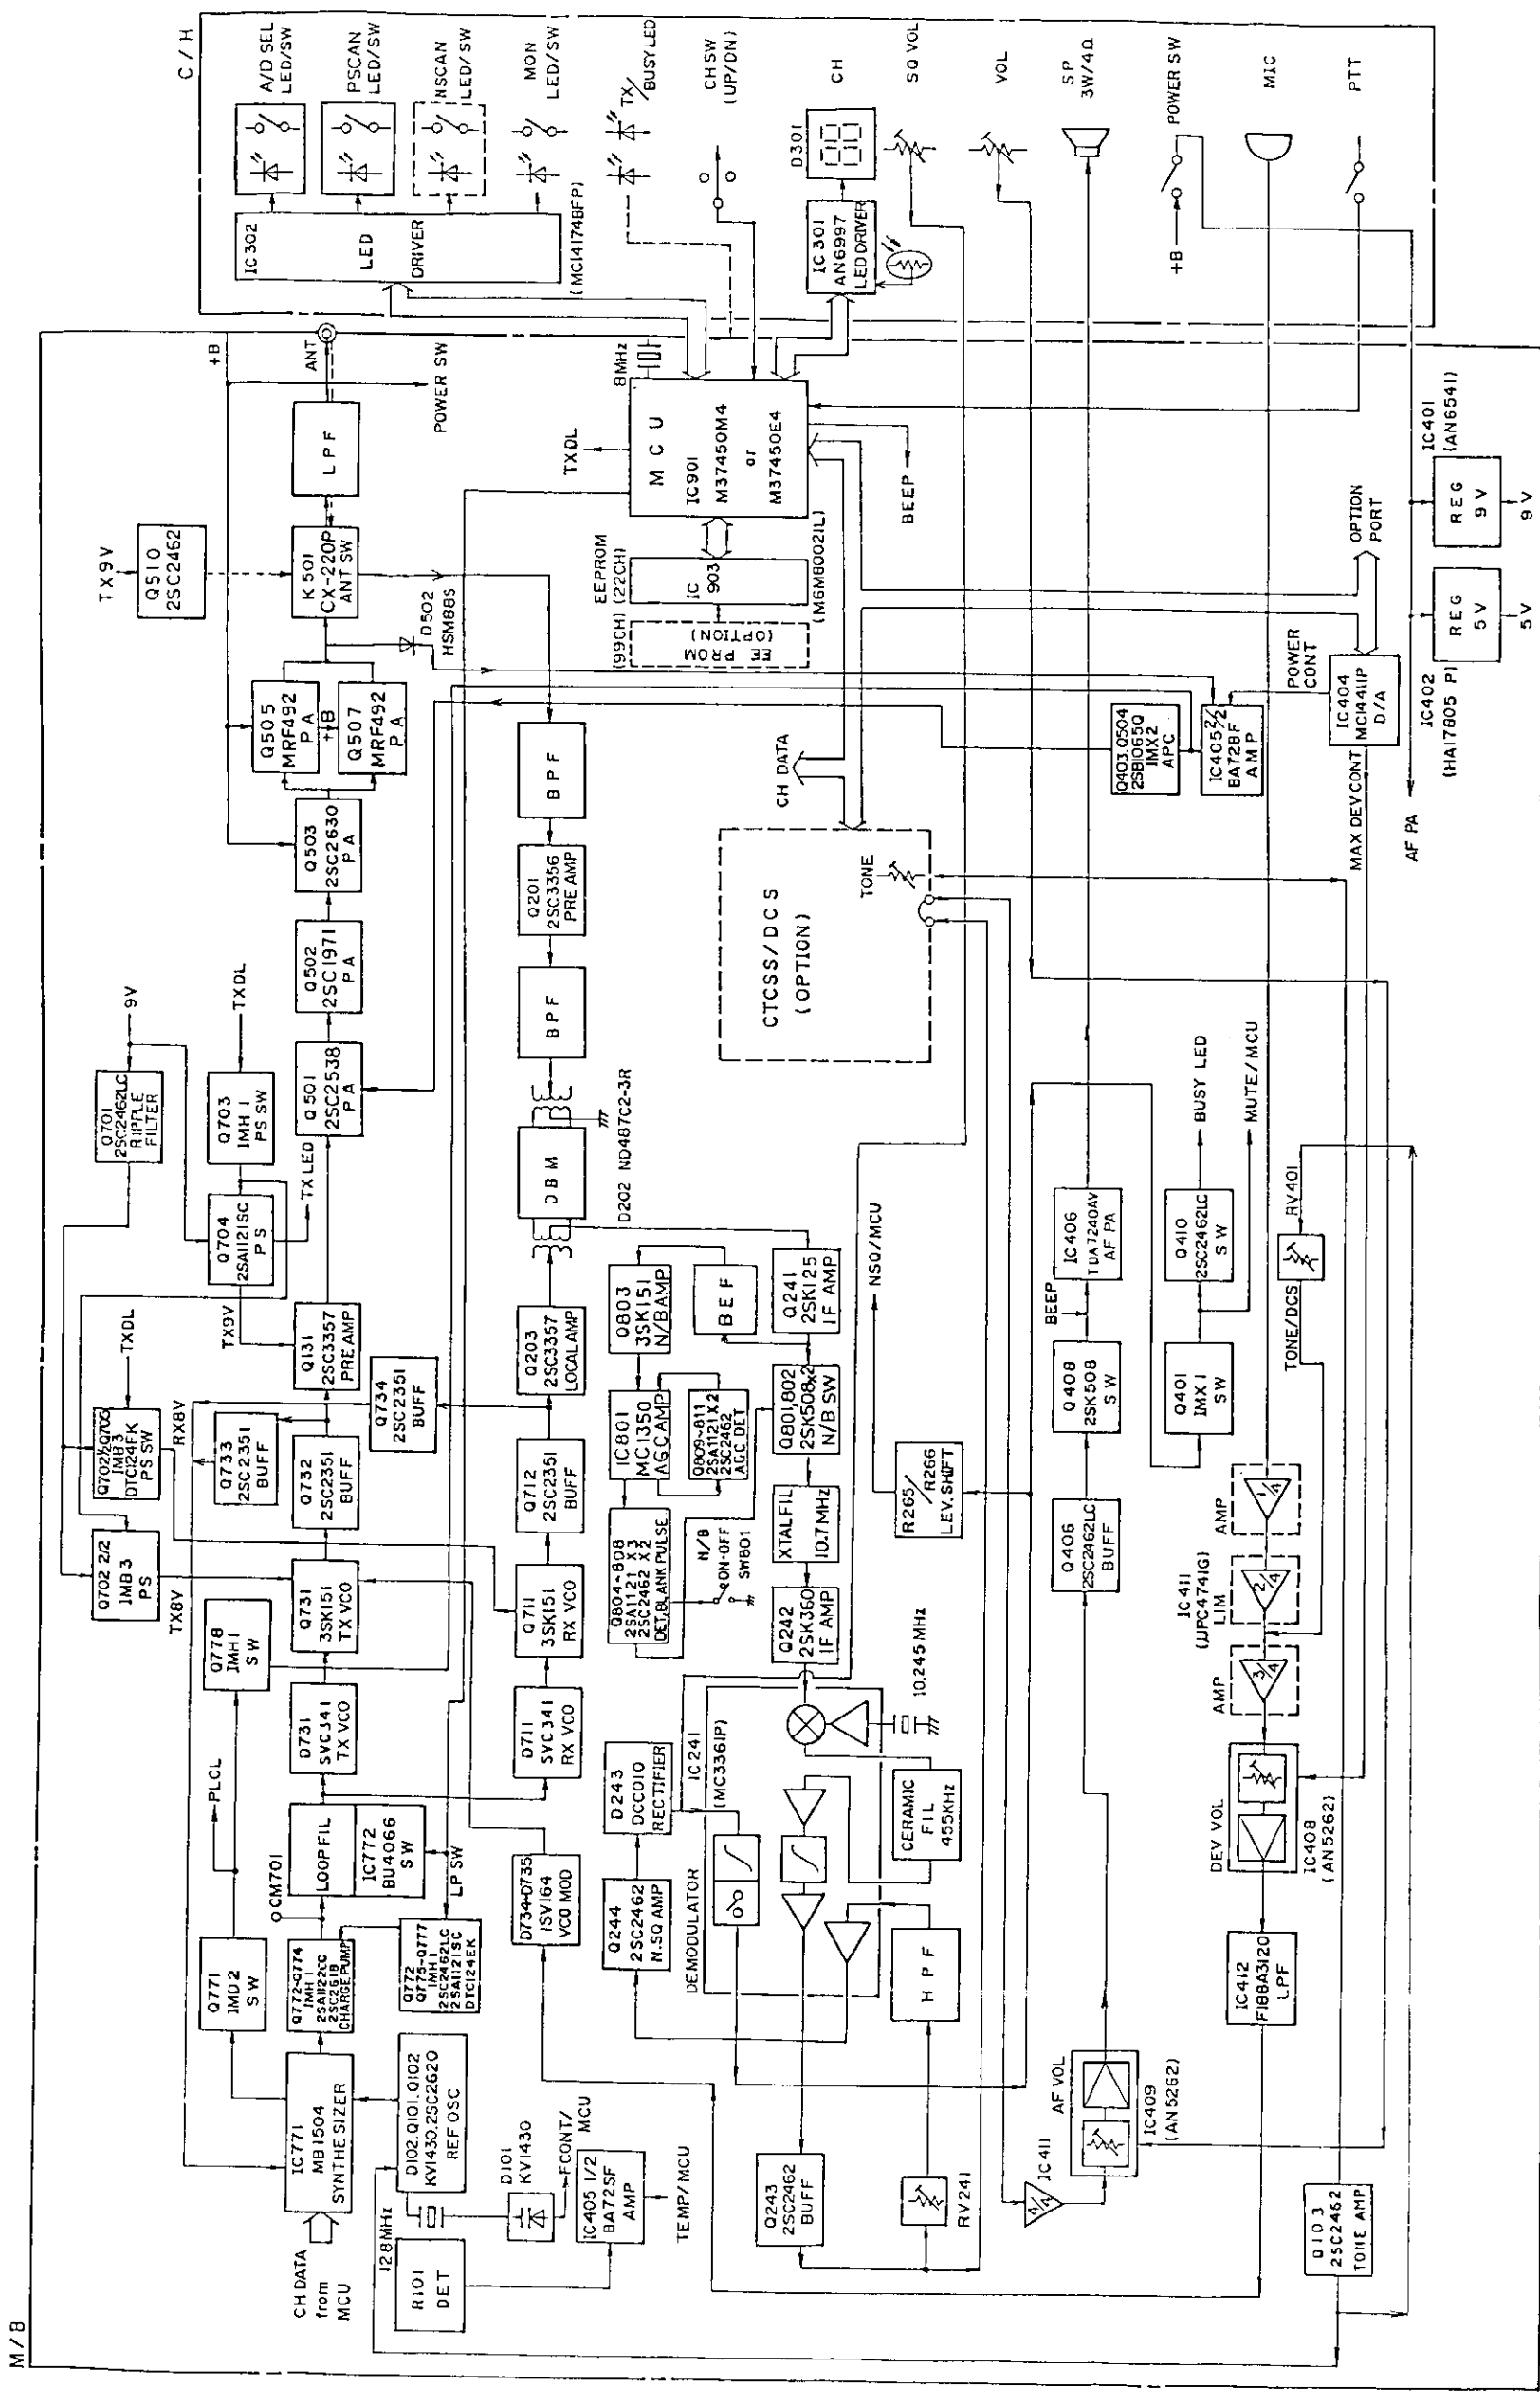 M/B
C/H
A/D SEL
LED/SW
PSCAN
LED/SW
NSCAN
LED/SW
MON
LED/SW
TX/
BUSYLED
CH SW
(UP/DN)
CH
SQ VOL
VOL
SP
3W/4Ω
POWER SW
MIC
PTT
IC302
LED
DRIVER
(MC14174BFP)
D301
IC301
AN6997
LED DRIVER
+B
+B
ANT
POWER SW
LPF
TX9V
Q510
2SC2462
K501
CX-220P
ANT SW
D502
HSM88S
Q505
MRF492
PA
+B
Q507
MRF492
PA
Q503
2SC2630
PA
Q502
2SC1971
PA
Q501
2SC2538
PA
9V
Q701
2SC2462LC
RIPPLE
FILTER
TXDL
Q703
IMH1
PS SW
Q704
2SA1121SC
PS
TX LED
TX9V
Q131
2SC3357
PREAMP
TXDL
Q702½Q705
IMB3
DTC124EK
PS SW
RX8V
Q733
2SC2351
BUFF
Q734
2SC2351
BUFF
Q732
2SC2351
BUFF
Q702 2/2
IMB3
PS
TX8V
Q731
3SK151
TX VCO
Q778
IMH1
SW
D731
SVC341
TX VCO
PLCL
CM701
LOOP FIL
IC772
BU4066
SW
LP SW
Q771
IMD2
SW
Q772~Q774
IMH1
2SA1122CC
2SC2618
CHARGE PUMP
Q772
Q775~Q777
IMH1
2SC2462LC
2SA1121SC
DTC124EK
IC771
MB1504
SYNTHESIZER
CH DATA
from
MCU
D102,Q101,Q102
KV1430,2SC2620
REF OSC
12.8MHz
R101
DET
D101
KV1430
FCONT/
MCU
IC405 1/2
BA72SF
AMP
TEMP/MCU
D734~D735
1SV164
VCO MOD
D711
SVC341
RX VCO
Q711
3SK151
RX VCO
Q712
2SC2351
BUFF
Q203
2SC3357
LOCAL AMP
DBM
D202 ND487C2-3R
BPF
Q201
2SC3356
PRE AMP
BPF
8MHz
TXDL
MCU
IC901
M37450M4
or
M37450E4
BEEP
EEPROM
(22CH)
IC
903
(M6M80021L)
(99CH)
EE PROM
(OPTION)
CH DATA
CTCSS/DCS
(OPTION)
TONE
Q803
3SK151
N/B AMP
BEF
Q241
2SK125
IF AMP
IC801
MC1350
AGC AMP
Q809~811
2SA1121 X 2
2SC2462
AGC DET
Q801,802
2SK508x2
N/B SW
Q804~808
2SA1121 X 3
2SC2462 X 2
DET,BLANK PULSE
N/B
ON-OFF
SW801
XTAL FIL
10.7MHz
Q242
2SK360
IF AMP
10.245MHz
IC241
(MC3361P)
D243
DCC010
RECTIFIER
Q244
2SC2462
N.SQ AMP
DEMODULATOR
CERAMIC
FIL
455KHz
HPF
Q243
2SC2462
BUFF
RV241
NSQ/MCU
R265/
R266
LEV. SHIFT
Q403,Q504
2SB1065Q
IMX2
APC
IC405 2/2
BA728F
AMP
POWER
CONT
IC404
MC14411P
D/A
MAX DEV CONT
OPTION
PORT
IC401
(AN6541)
REG
9V
9V
REG
5V
5V
IC402
(HA17805 P)
AF PA
IC406
TDA7240AV
AF PA
BEEP
Q408
2SK508
SW
Q406
2SC2462LC
BUFF
AF VOL
IC409
(AN5262)
4/4
IC411
BUSY LED
MUTE/MCU
Q410
2SC2462LC
SW
Q401
IMX1
SW
RV401
TONE/DCS
AMP
1/4
IC411
(μPC4741G)
LIM
2/4
AMP
3/4
DEV VOL
IC408
(AN5262)
IC412
F188A3120
LPF
Q103
2SC2462
TONE AMP